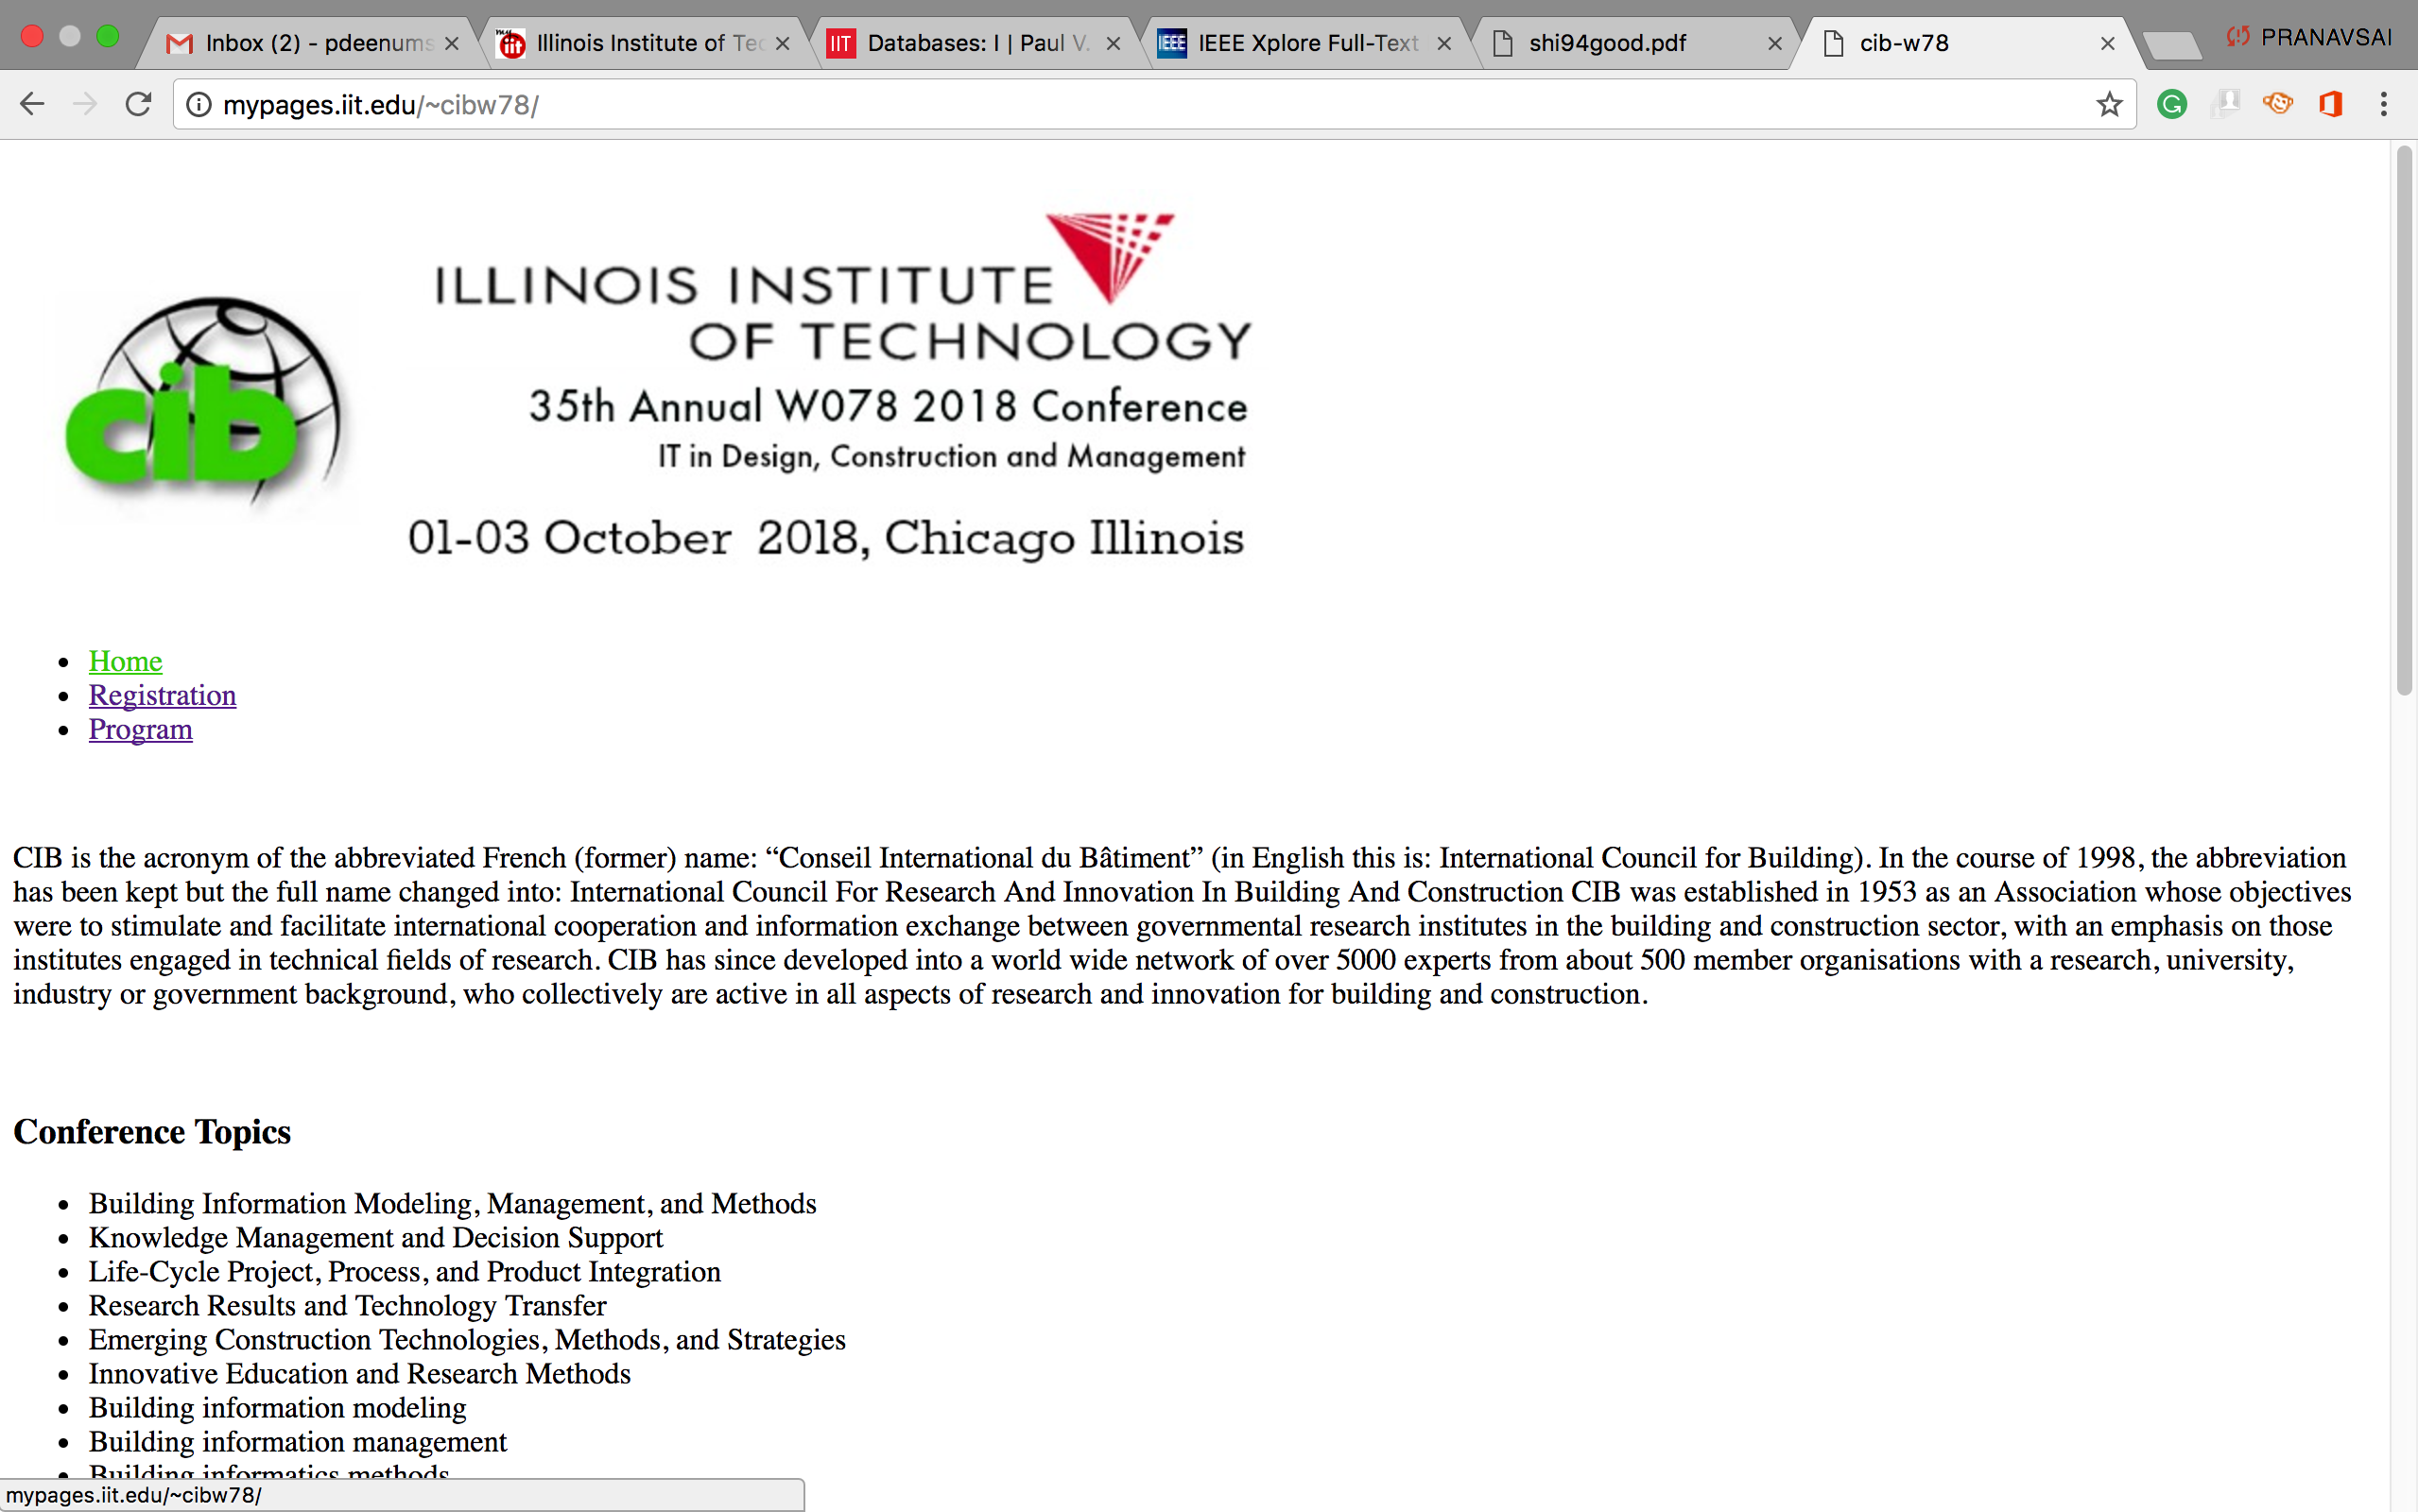 Inbox (2) - pdeenums
Illinois Institute of Tec
Databases: I | Paul V.
IEEE Xplore Full-Text
shi94good.pdf
cib-w78
PRANAVSAI
mypages.iit.edu/~cibw78/
ILLINOIS INSTITUTE
OF TECHNOLOGY
cib
35th Annual W078 2018 Conference
IT in Design, Construction and Management
01-03 October 2018, Chicago Illinois
Home
Registration
Program
CIB is the acronym of the abbreviated French (former) name: “Conseil International du Bâtiment” (in English this is: International Council for Building). In the course of 1998, the abbreviation
has been kept but the full name changed into: International Council For Research And Innovation In Building And Construction CIB was established in 1953 as an Association whose objectives
were to stimulate and facilitate international cooperation and information exchange between governmental research institutes in the building and construction sector, with an emphasis on those
institutes engaged in technical fields of research. CIB has since developed into a world wide network of over 5000 experts from about 500 member organisations with a research, university,
industry or government background, who collectively are active in all aspects of research and innovation for building and construction.
Conference Topics
Building Information Modeling, Management, and Methods
Knowledge Management and Decision Support
Life-Cycle Project, Process, and Product Integration
Research Results and Technology Transfer
Emerging Construction Technologies, Methods, and Strategies
Innovative Education and Research Methods
Building information modeling
Building information management
Building informatics methods
mypages.iit.edu/~cibw78/